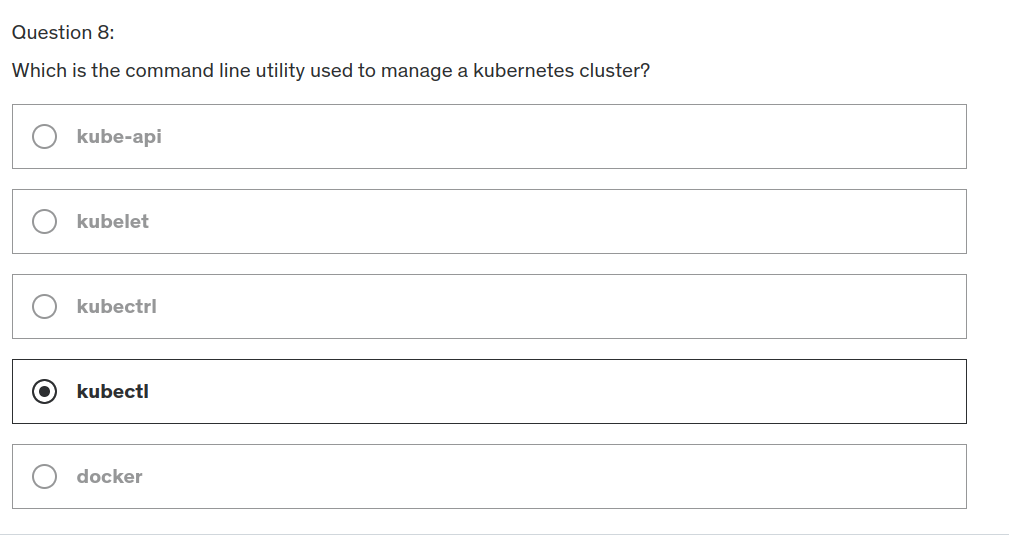 Question 8:
Which is the command line utility used to manage a kubernetes cluster?
kube-api
kubelet
kubectrl
kubectl
docker